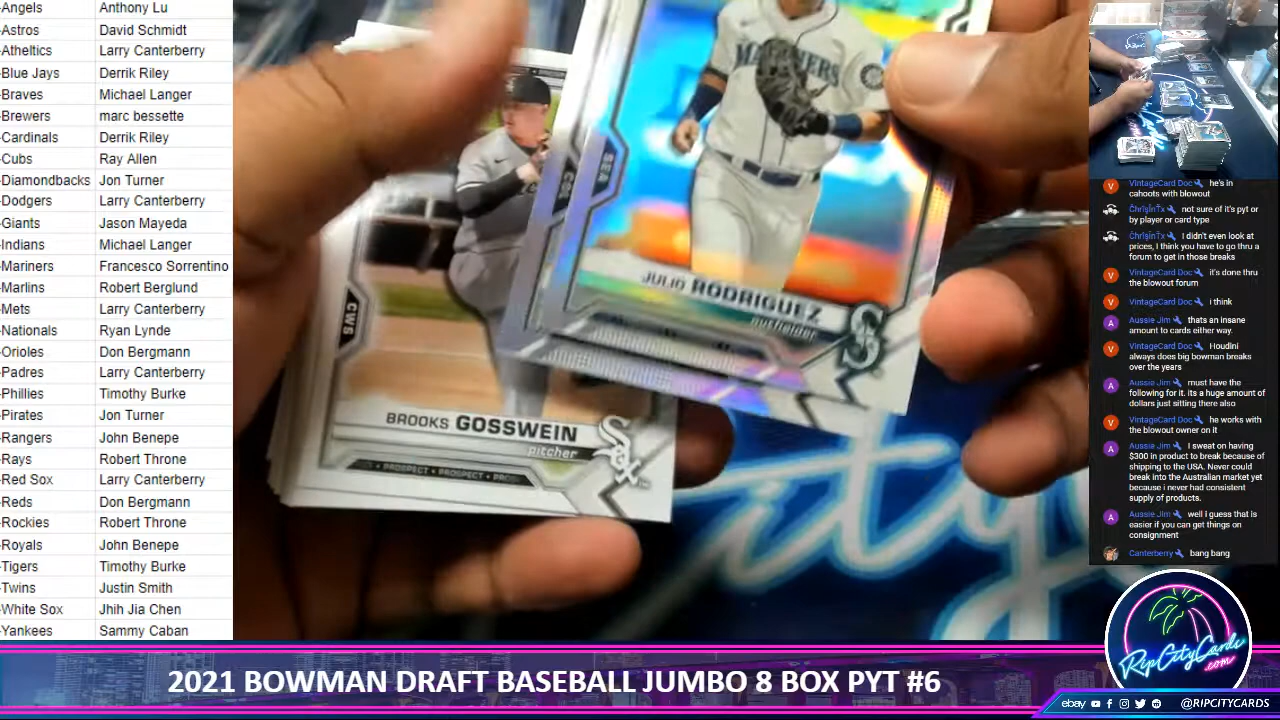 -Angels Anthony Lu
-Astros David Schmidt
-Atheltics Larry Canterberry
-Blue Jays Derrik Riley
-Braves Michael Langer
-Brewers marc bessette
-Cardinals Derrik Riley
-Cubs Ray Allen
-Diamondbacks Jon Turner
-Dodgers Larry Canterberry
-Giants Jason Mayeda
-Indians Michael Langer
-Mariners Francesco Sorrentino
-Marlins Robert Berglund
-Mets Larry Canterberry
-Nationals Ryan Lynde
-Orioles Don Bergmann
-Padres Larry Canterberry
-Phillies Timothy Burke
-Pirates Jon Turner
-Rangers John Benepe
-Rays Robert Throne
-Red Sox Larry Canterberry
-Reds Don Bergmann
-Rockies Robert Throne
-Royals John Benepe
-Tigers Timothy Burke
-Twins Justin Smith
-White Sox Jhih Jia Chen
-Yankees Sammy Caban
MARINERS
SEA
JULIO RODRIGUEZ
outfielder
CWS
BROOKS GOSSWEIN
pitcher
PROSPECT • PROSPECT
Sox
VintageCard Doc he's in
cahoots with blowout
ČhrïşĭnŤx not sure of it's pyt or
by player or card type
ČhrïşĭnŤx I didn't even look at
prices, I think you have to go thru a
forum to get in those breaks
VintageCard Doc it's done thru
the blowout forum
VintageCard Doc i think
Aussie Jim thats an insane
amount to cards either way.
VintageCard Doc Houdini
always does big bowman breaks
over the years
Aussie Jim must have the
following for it. Its a huge amount of
dollars just sitting there also
VintageCard Doc he works with
the blowout owner on it
Aussie Jim I sweat on having
$300 in product to break because of
shipping to the USA. Never could
break into the Australian market yet
because i never had consistent
supply of products.
Aussie Jim well i guess that is
easier if you can get things on
consignment
Canterberry bang bang
RipCityCards
.com
2021 BOWMAN DRAFT BASEBALL JUMBO 8 BOX PYT #6
ebay @RIPCITYCARDS